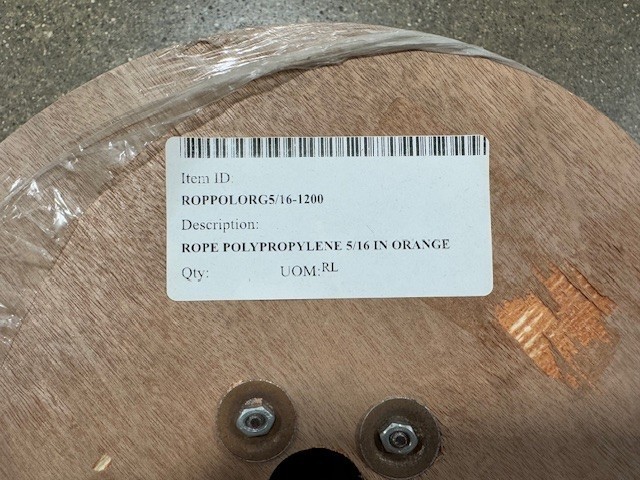 Item ID:
ROPPOLORG5/16-1200
Description:
ROPE POLYPROPYLENE 5/16 IN ORANGE
Qty: UOM:RL